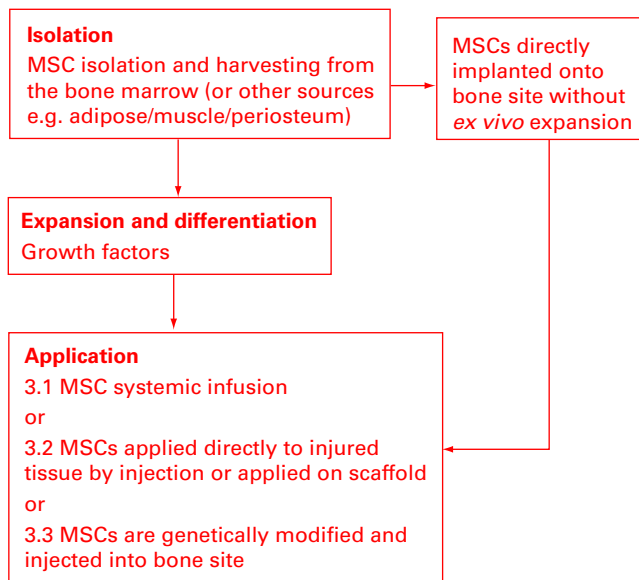 Isolation
MSC isolation and harvesting from
the bone marrow (or other sources
e.g. adipose/muscle/periosteum)
MSCs directly
implanted onto
bone site without
ex vivo expansion
Expansion and differentiation
Growth factors
Application
3.1 MSC systemic infusion
or
3.2 MSCs applied directly to injured
tissue by injection or applied on scaffold
or
3.3 MSCs are genetically modified and
injected into bone site